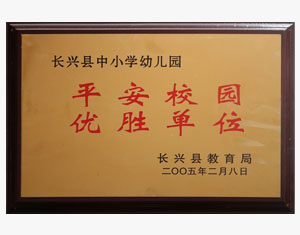 长兴县中小学幼儿园
平安校园
优胜单位
长兴县教育局
二〇〇五年二月八日